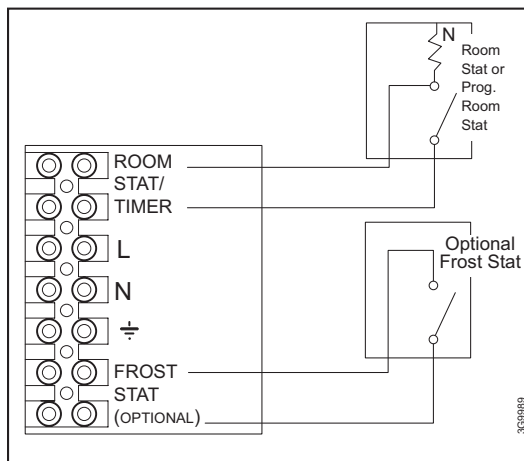 N
Room
Stat or
Prog.
Room
Stat
ROOM
STAT/
TIMER
L
N
FROST
STAT
(OPTIONAL)
Optional
Frost Stat
3G9989